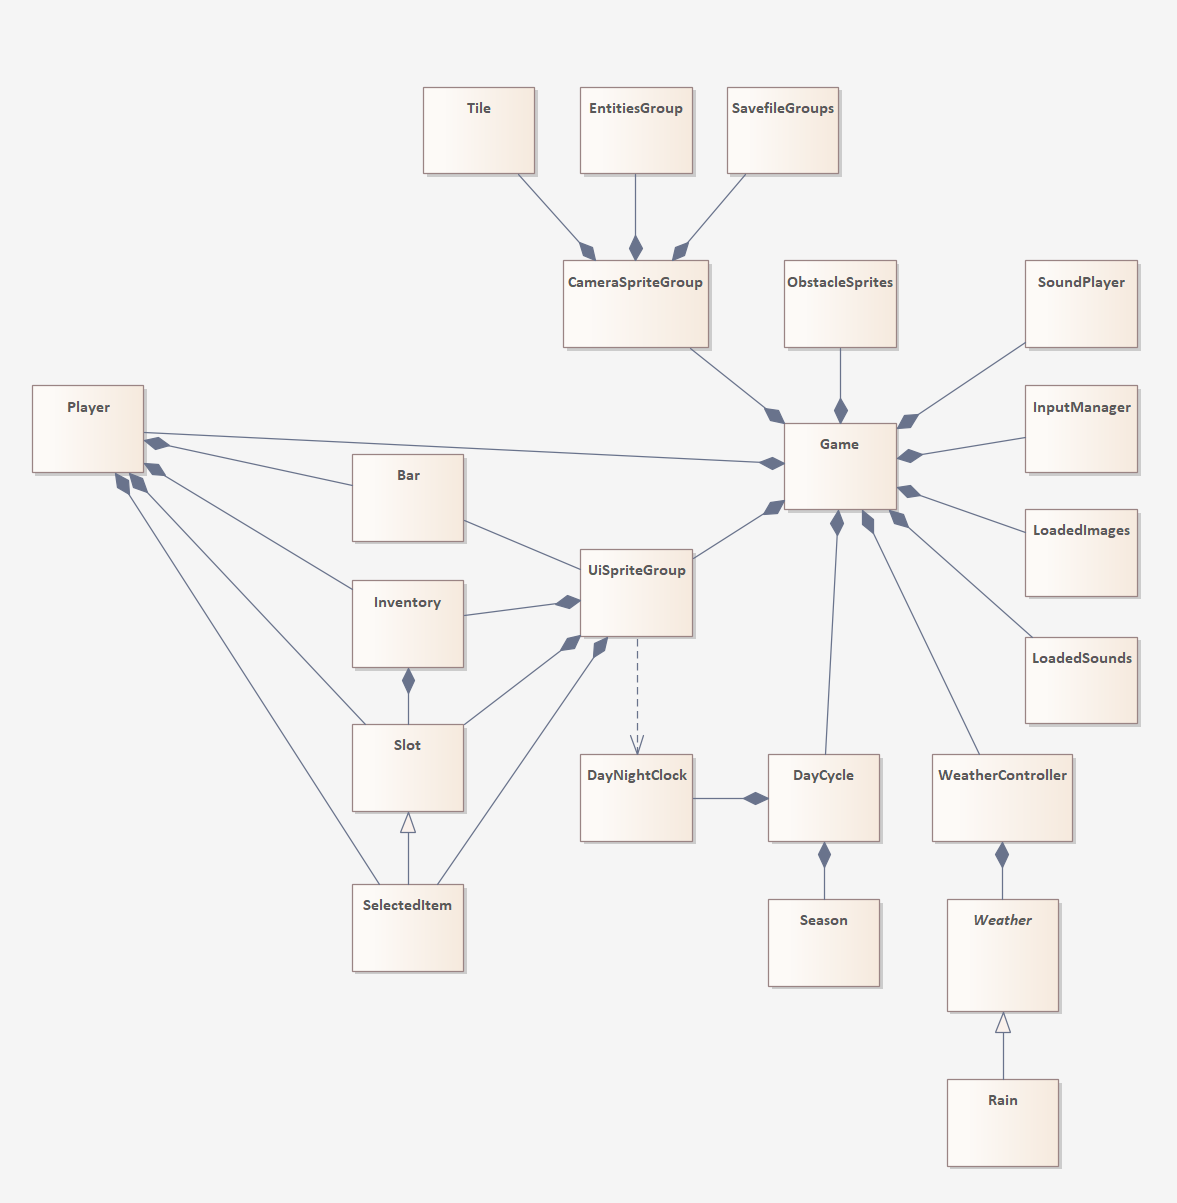 Tile
EntitiesGroup
SavefileGroups
CameraSpriteGroup
ObstacleSprites
SoundPlayer
Player
InputManager
Game
Bar
LoadedImages
UiSpriteGroup
Inventory
LoadedSounds
Slot
DayNightClock
DayCycle
WeatherController
SelectedItem
Season
Weather
Rain